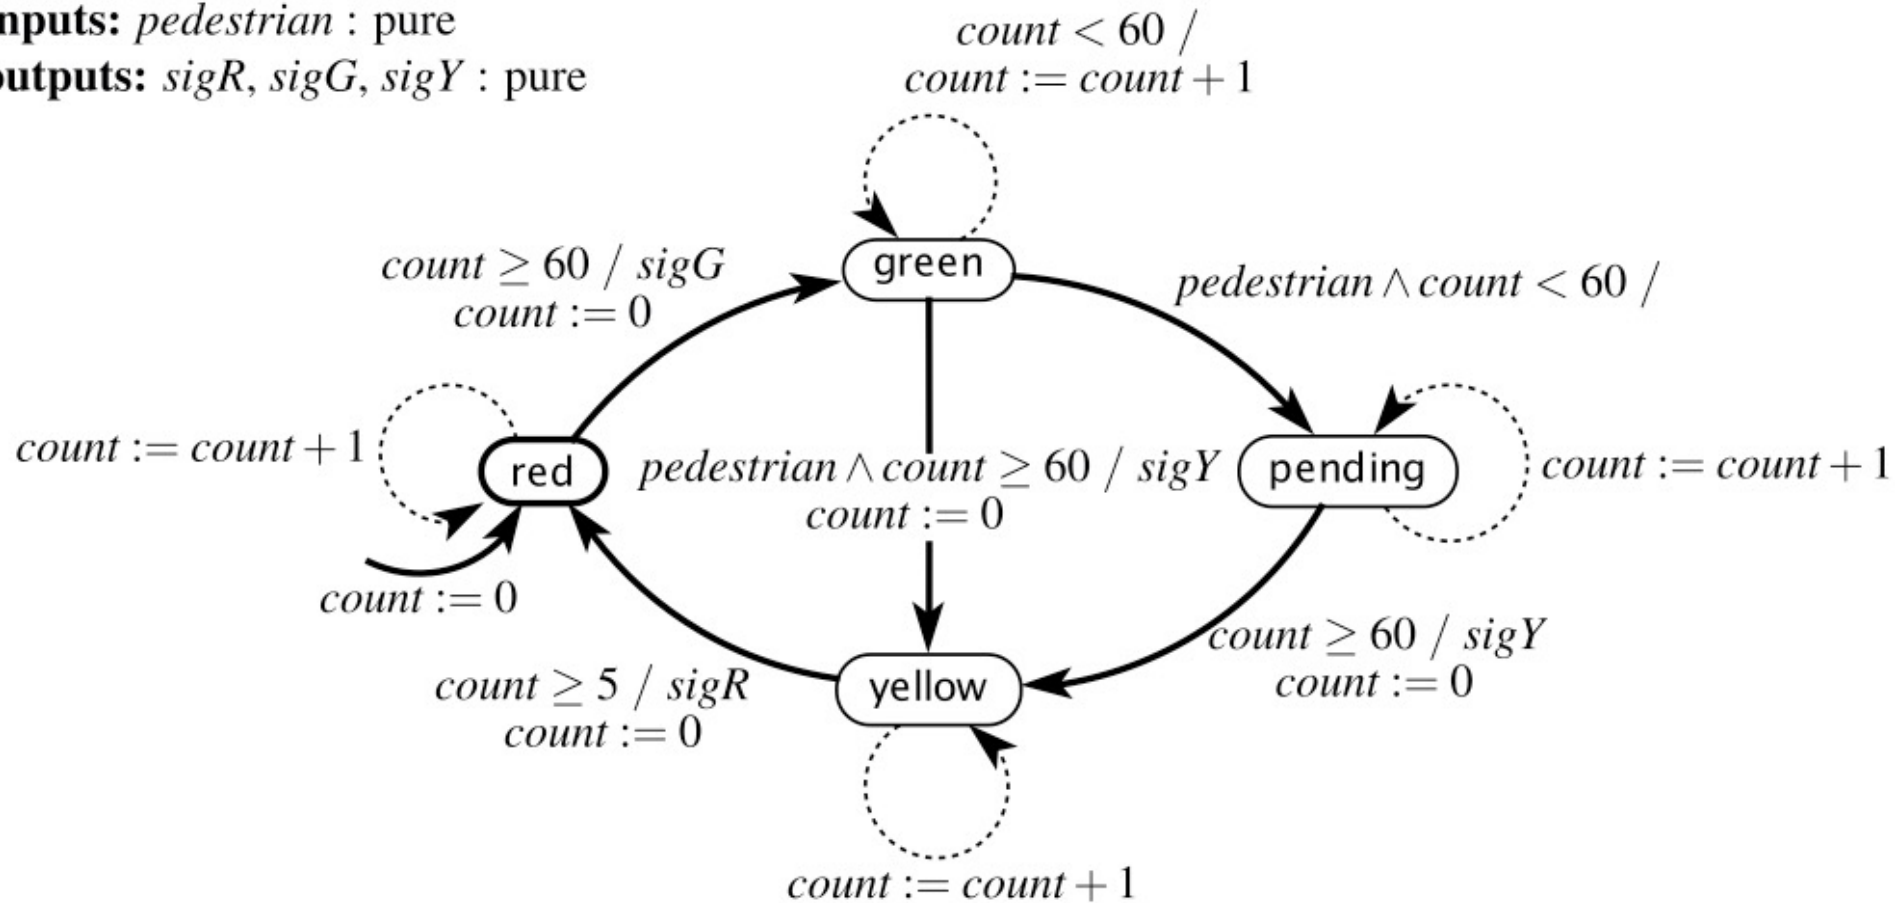 nputs: pedestrian : pure
outputs: sigR, sigG, sigY : pure
count < 60 /
count := count + 1
count ≥ 60 / sigG
count := 0
green
pedestrian ∧ count < 60 /
count := count + 1
red
pedestrian ∧ count ≥ 60 / sigY
count := 0
pending
count := count + 1
count := 0
count ≥ 60 / sigY
count := 0
count ≥ 5 / sigR
count := 0
yellow
count := count + 1